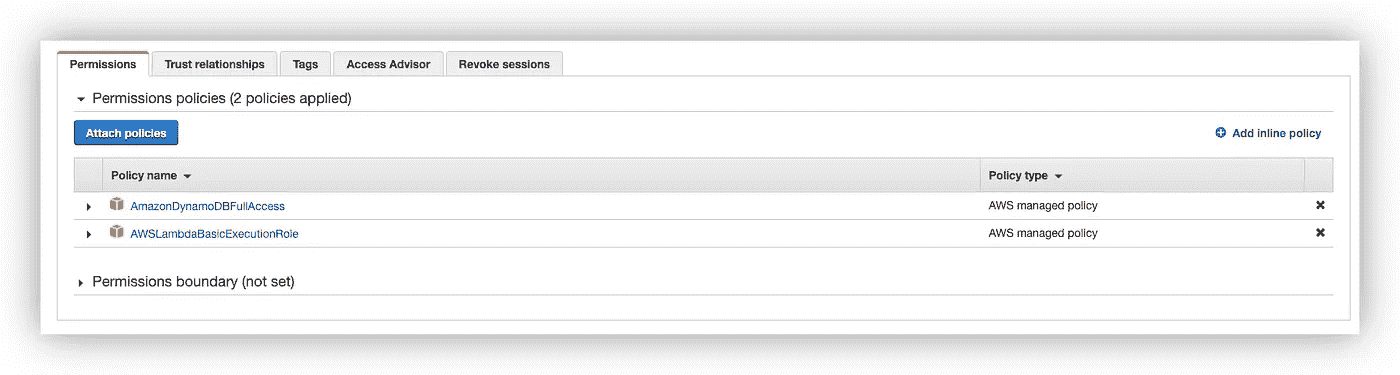 Permissions Trust relationships Tags Access Advisor Revoke sessions
Permissions policies (2 policies applied)
Attach policies Add inline policy
Policy name Policy type
AmazonDynamoDBFullAccess AWS managed policy
AWSLambdaBasicExecutionRole AWS managed policy
Permissions boundary (not set)